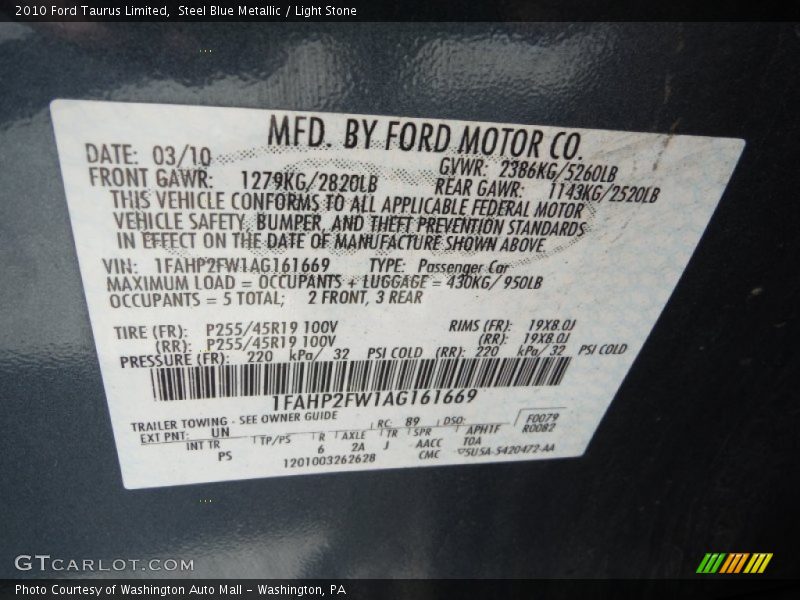 2010 Ford Taurus Limited,  Steel Blue Metallic / Light Stone
MFD. BY FORD MOTOR CO.
DATE: 03/10 GVWR: 2386KG/5260LB
FRONT GAWR: 1279KG/2820LB REAR GAWR: 1143KG/2520LB
THIS VEHICLE CONFORMS TO ALL APPLICABLE FEDERAL MOTOR
VEHICLE SAFETY, BUMPER, AND THEFT PREVENTION STANDARDS
IN EFFECT ON THE DATE OF MANUFACTURE SHOWN ABOVE.
VIN: 1FAHP2FW1AG161669 TYPE: Passenger Car
MAXIMUM LOAD = OCCUPANTS + LUGGAGE = 430KG/ 950LB
OCCUPANTS = 5 TOTAL; 2 FRONT, 3 REAR
TIRE (FR): P255/45R19 100V RIMS (FR): 19X8.0J
(RR): P255/45R19 100V (RR): 19X8.0J
PRESSURE (FR): 220 kPa/ 32 PSI COLD (RR): 220 kPa/ 32 PSI COLD
1FAHP2FW1AG161669
TRAILER TOWING - SEE OWNER GUIDE RC: 89 DSO: F0079
EXT PNT: UN R0082
INT TR TP/PS R AXLE TR SPR APH1F
PS 6 2A J AACC TOA
1201003262628 CMC 5USA-5420472-AA
GTCARLOT.COM
Photo Courtesy of Washington Auto Mall – Washington, PA